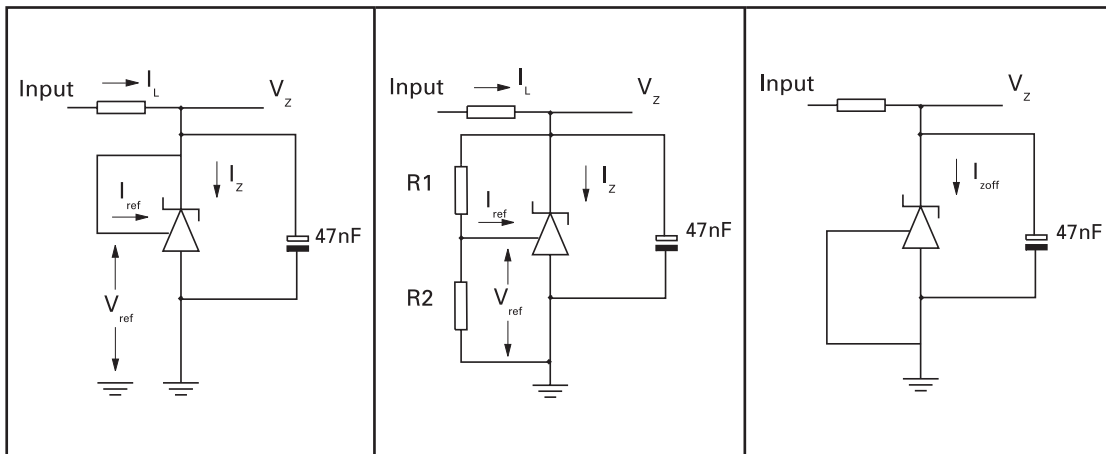 Input
I_L
V_Z
I_Z
I_ref
47nF
V_ref
Input
I_L
V_Z
R1
I_Z
I_ref
47nF
R2
V_ref
Input
V_Z
I_zoff
47nF